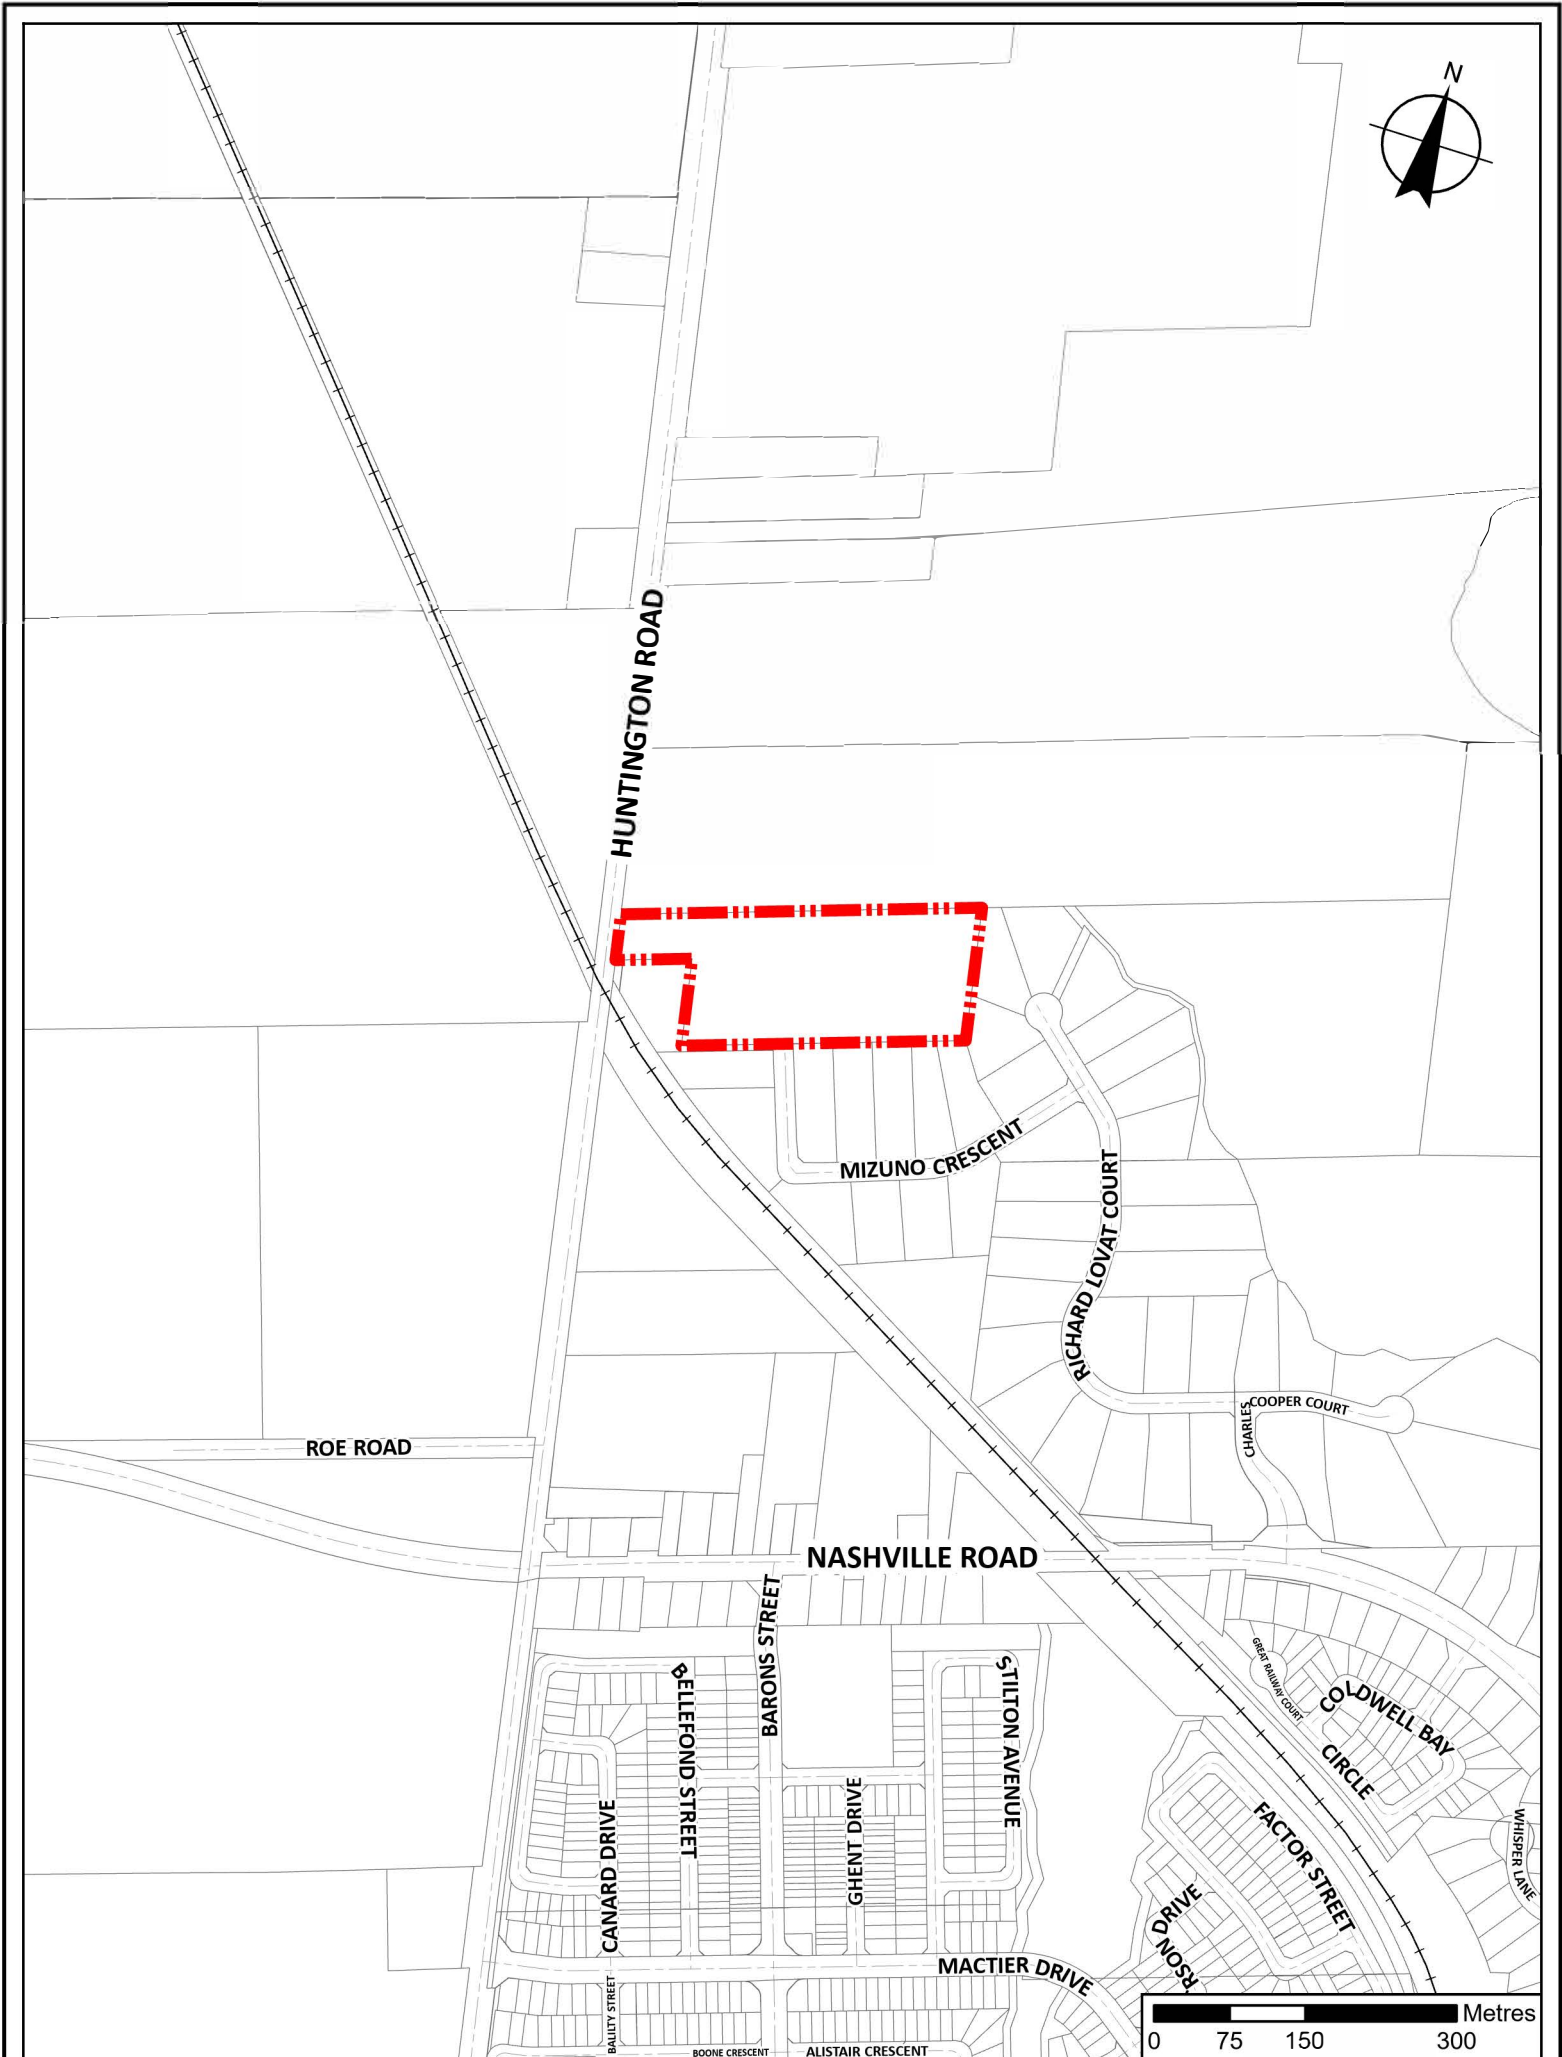 N
HUNTINGTON ROAD
MIZUNO CRESCENT
RICHARD LOVAT COURT
COOPER COURT
CHARLES
ROE ROAD
NASHVILLE ROAD
BARONS STREET
BELLEFOND STREET
STILTON AVENUE
GREAT RAILWAY COURT
COLDWELL BAY
CIRCLE
CANARD DRIVE
GHENT DRIVE
FACTOR STREET
WHISPER LANE
DRIVE
RSON
MACTIER DRIVE
BAULTY STREET
BOONE CRESCENT
ALISTAIR CRESCENT
Metres
0 75 150 300